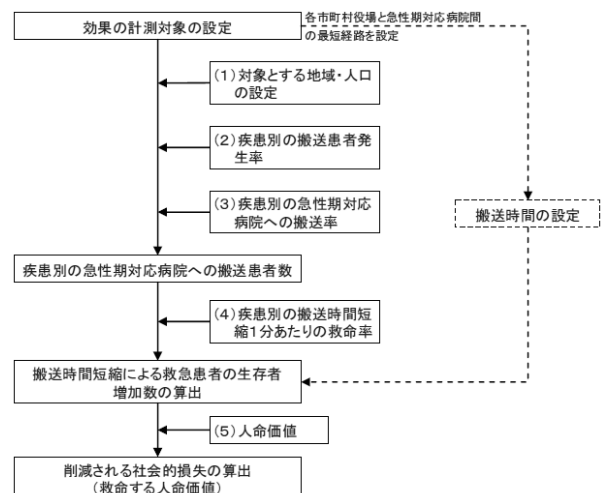 効果の計測対象の設定
各市町村役場と急性期対応病院間
の最短経路を設定
(1)対象とする地域・人口
の設定
(2)疾患別の搬送患者発
生率
(3)疾患別の急性期対応
病院への搬送率
搬送時間の設定
疾患別の急性期対応病院への搬送患者数
(4)疾患別の搬送時間短
縮1分あたりの救命率
搬送時間短縮による救急患者の生存者
増加数の算出
(5)人命価値
削減される社会的損失の算出
(救命する人命価値)